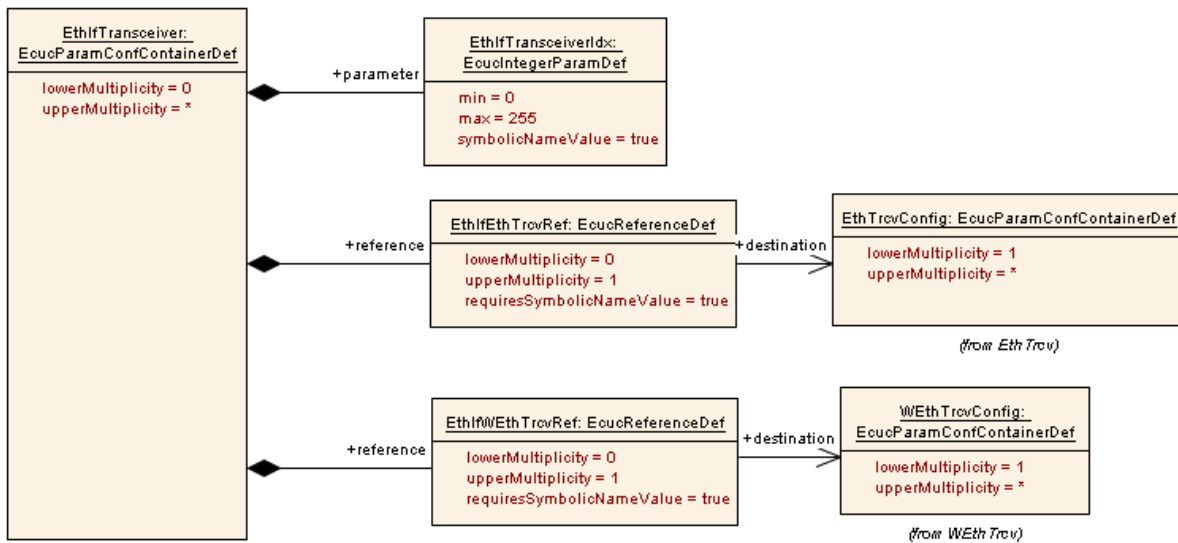 EthIfTransceiver:
EcucParamConfContainerDef
lowerMultiplicity = 0
upperMultiplicity = *
+parameter
EthIfTransceiverIdx:
EcucIntegerParamDef
min = 0
max = 255
symbolicNameValue = true
+reference
EthIfEthTrcvRef: EcucReferenceDef
lowerMultiplicity = 0
upperMultiplicity = 1
requiresSymbolicNameValue = true
+destination
EthTrcvConfig: EcucParamConfContainerDef
lowerMultiplicity = 1
upperMultiplicity = *
(from EthTrcv)
+reference
EthIfWEthTrcvRef: EcucReferenceDef
lowerMultiplicity = 0
upperMultiplicity = 1
requiresSymbolicNameValue = true
+destination
WEthTrcvConfig:
EcucParamConfContainerDef
lowerMultiplicity = 1
upperMultiplicity = *
(from WEthTrcv)